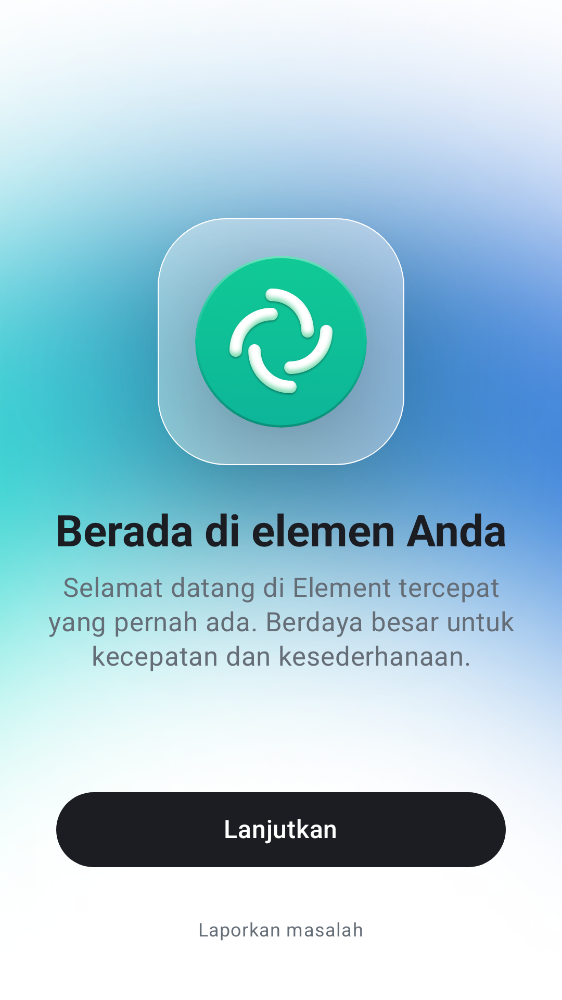 Berada di elemen Anda
Selamat datang di Element tercepat
yang pernah ada. Berdaya besar untuk
kecepatan dan kesederhanaan.
Lanjutkan
Laporkan masalah